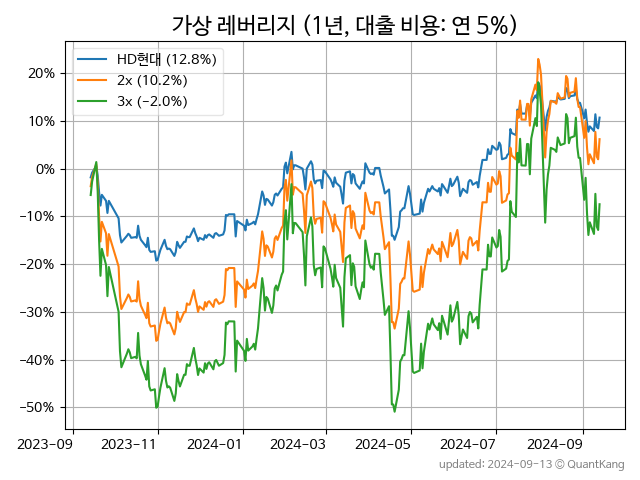 가상 레버리지 (1년, 대출 비용: 연 5%)
HD현대 (12.8%)
2x (10.2%)
3x (−2.0%)
20%
10%
0%
−10%
−20%
−30%
−40%
−50%
2023-09 2023-11 2024-01 2024-03 2024-05 2024-07 2024-09
updated: 2024-09-13 ⓒ QuantKang